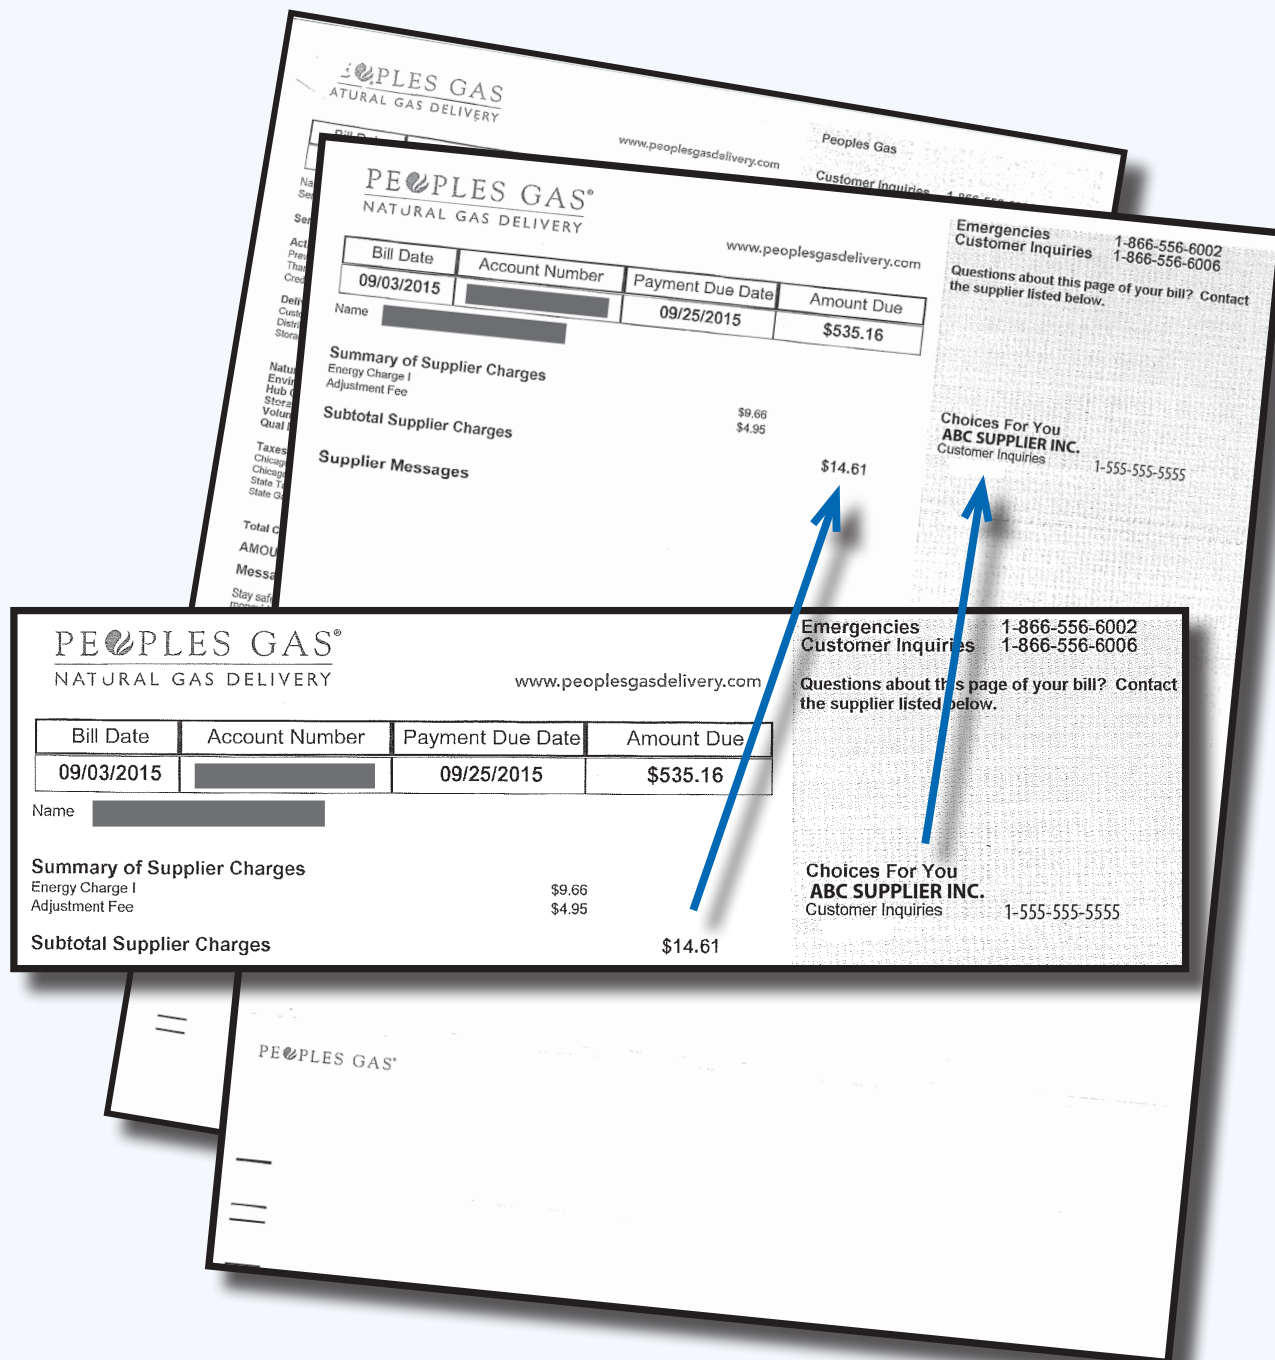 PEOPLES GAS
NATURAL GAS DELIVERY
www.peoplesgasdelivery.com
Peoples Gas
Customer Inquiries
Bill Date
Taxes
Chicago
Chicago
Total
Stay safe
PEOPLES GAS®
NATURAL GAS DELIVERY
www.peoplesgasdelivery.com
Emergencies 1-866-556-6002
Customer Inquiries 1-866-556-6006
Questions about this page of your bill? Contact
the supplier listed below.
Bill Date Account Number Payment Due Date Amount Due
09/03/2015 09/25/2015 $535.16
Name
Summary of Supplier Charges
Energy Charge I $9.66
Adjustment Fee $4.95
Subtotal Supplier Charges $14.61
Supplier Messages
Choices For You
ABC SUPPLIER INC.
Customer Inquiries 1-555-555-5555
PEOPLES GAS®
NATURAL GAS DELIVERY
www.peoplesgasdelivery.com
Emergencies 1-866-556-6002
Customer Inquiries 1-866-556-6006
Questions about this page of your bill? Contact
the supplier listed below.
Bill Date Account Number Payment Due Date Amount Due
09/03/2015 09/25/2015 $535.16
Name
Summary of Supplier Charges
Energy Charge I $9.66
Adjustment Fee $4.95
Subtotal Supplier Charges $14.61
Choices For You
ABC SUPPLIER INC.
Customer Inquiries 1-555-555-5555
PEOPLES GAS®